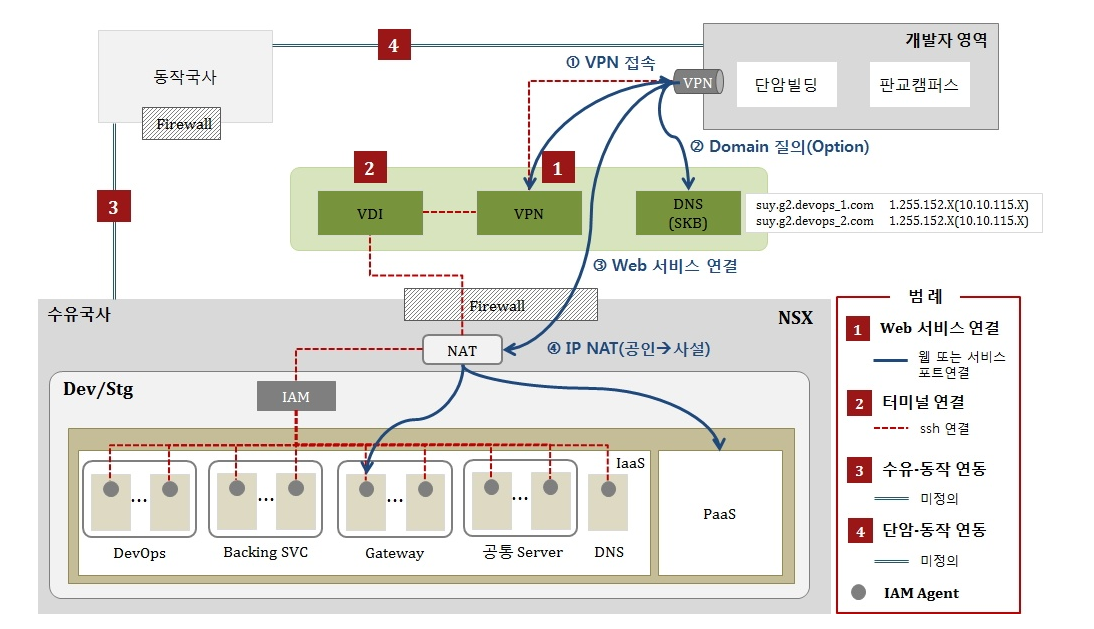 4
개발자 영역
동작국사
① VPN 접속
VPN
단암빌딩
판교캠퍼스
Firewall
② Domain 질의(Option)
2
1
3
VDI
VPN
DNS
(SKB)
suy.g2.devops_1.com 1.255.152.X(10.10.115.X)
suy.g2.devops_2.com 1.255.152.X(10.10.115.X)
③ Web 서비스 연결
수유국사
Firewall
NSX
NAT
④ IP NAT(공인→사설)
Dev/Stg
IAM
IaaS
...
...
...
...
DevOps
Backing SVC
Gateway
공통 Server
DNS
PaaS
범 례
1 Web 서비스 연결
웹 또는 서비스
포트연결
2 터미널 연결
ssh 연결
3 수유-동작 연동
미정의
4 단암-동작 연동
미정의
IAM Agent